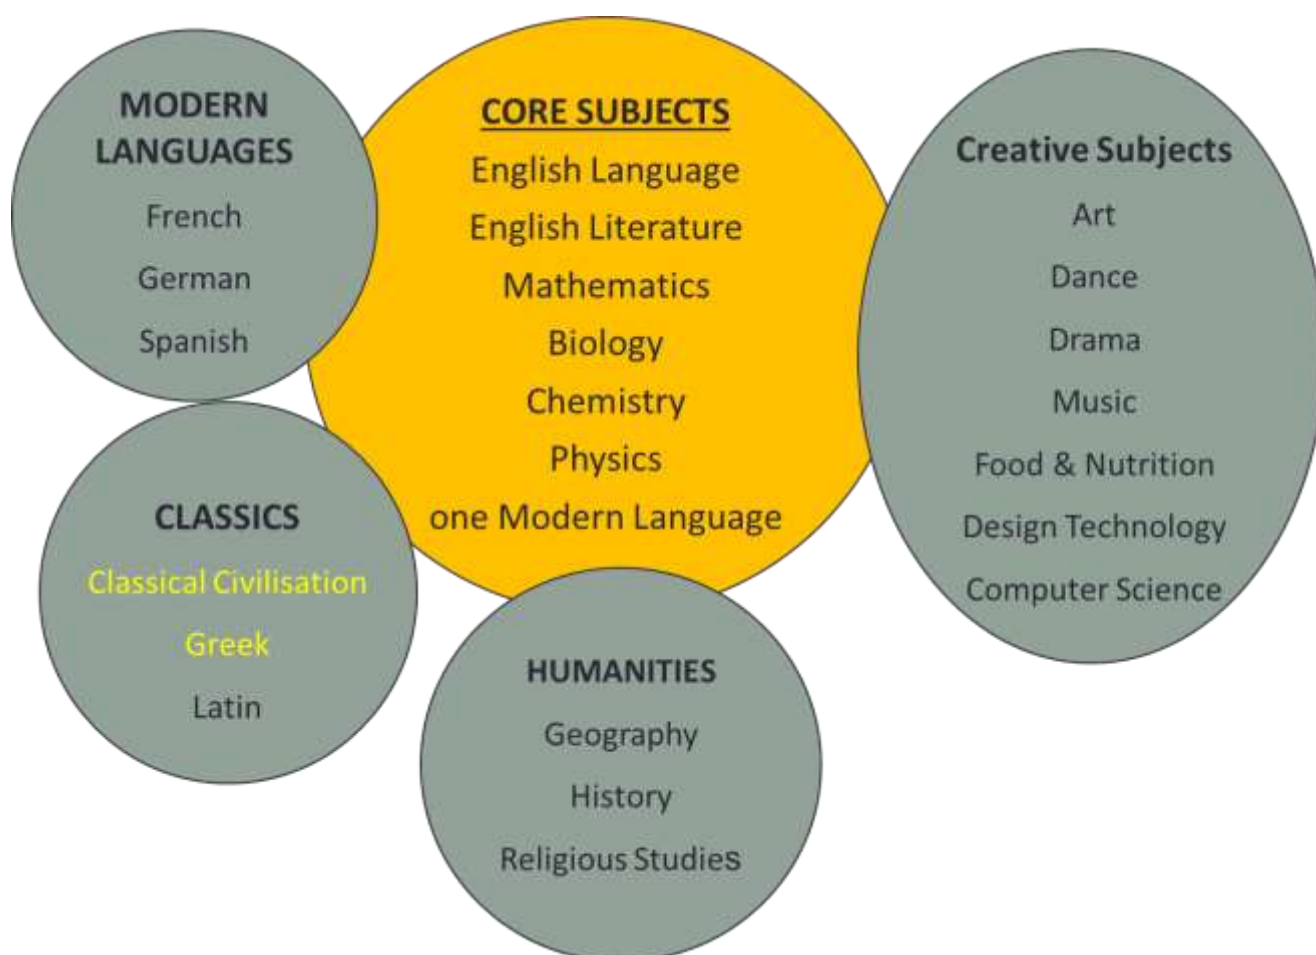 MODERN
LANGUAGES
French
German
Spanish
CORE SUBJECTS
English Language
English Literature
Mathematics
Biology
Chemistry
Physics
one Modern Language
Creative Subjects
Art
Dance
Drama
Music
Food & Nutrition
Design Technology
Computer Science
CLASSICS
Classical Civilisation
Greek
Latin
HUMANITIES
Geography
History
Religious Studies